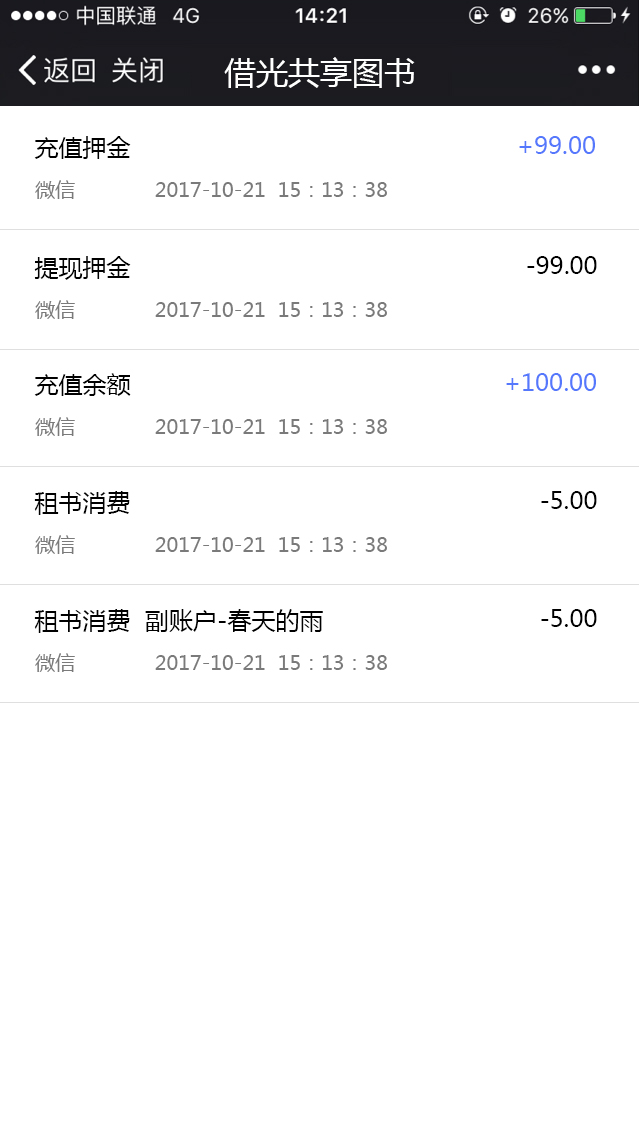 中国联通 4G 14:21 26%
返回 关闭 借光共享图书
充值押金 +99.00
微信 2017-10-21 15：13：38
提现押金 -99.00
微信 2017-10-21 15：13：38
充值余额 +100.00
微信 2017-10-21 15：13：38
租书消费 -5.00
微信 2017-10-21 15：13：38
租书消费 副账户-春天的雨 -5.00
微信 2017-10-21 15：13：38